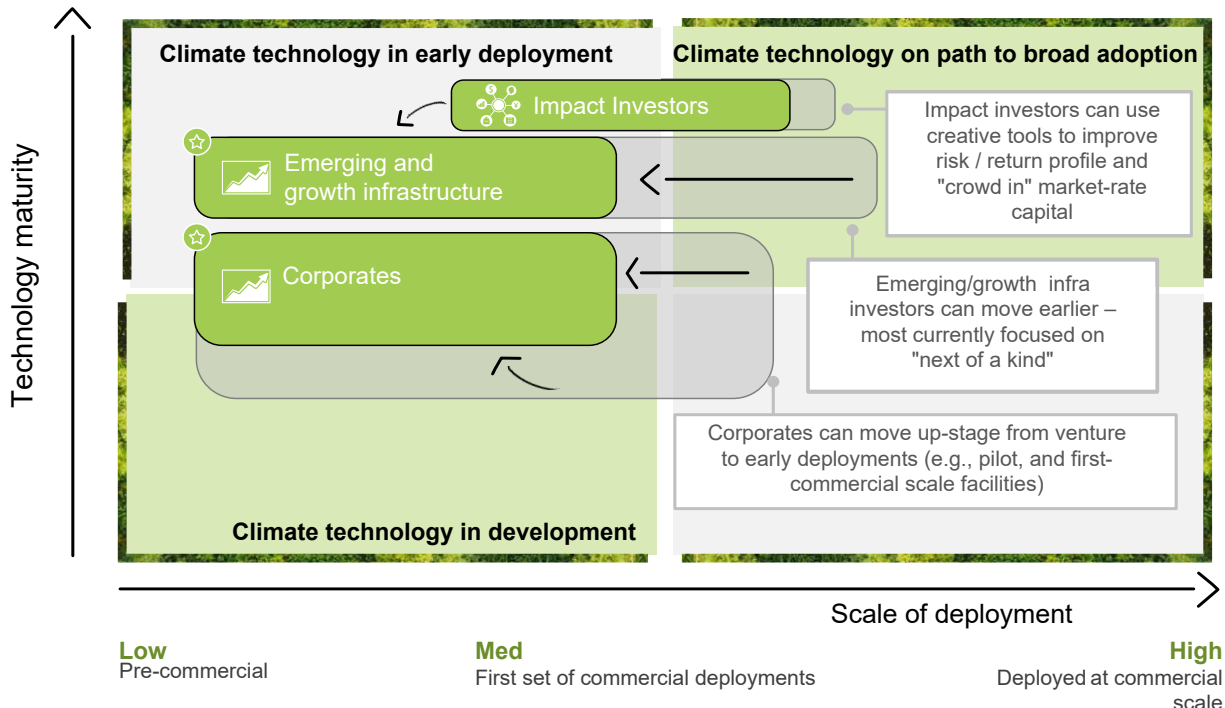 Climate technology in early deployment
Climate technology on path to broad adoption
Impact Investors
Impact investors can use
creative tools to improve
risk / return profile and
"crowd in" market-rate
capital
Emerging and
growth infrastructure
Technology maturity
Corporates
Emerging/growth infra
investors can move earlier –
most currently focused on
"next of a kind"
Corporates can move up-stage from venture
to early deployments (e.g., pilot, and first-
commercial scale facilities)
Climate technology in development
Scale of deployment
Low
Pre-commercial
Med
First set of commercial deployments
High
Deployed at commercial
scale